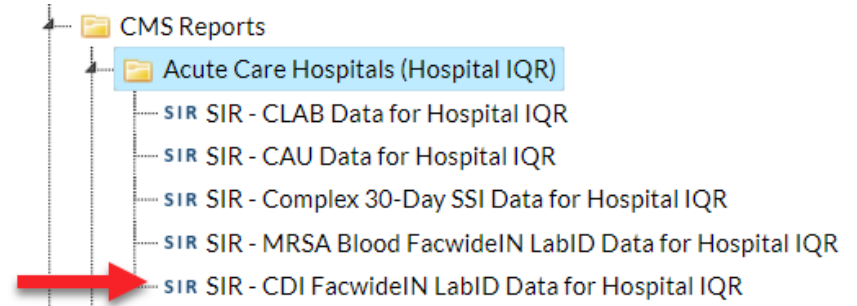 CMS Reports
Acute Care Hospitals (Hospital IQR)
SIR SIR - CLAB Data for Hospital IQR
SIR SIR - CAU Data for Hospital IQR
SIR SIR - Complex 30-Day SSI Data for Hospital IQR
SIR SIR - MRSA Blood FacwideIN LabID Data for Hospital IQR
SIR SIR - CDI FacwideIN LabID Data for Hospital IQR